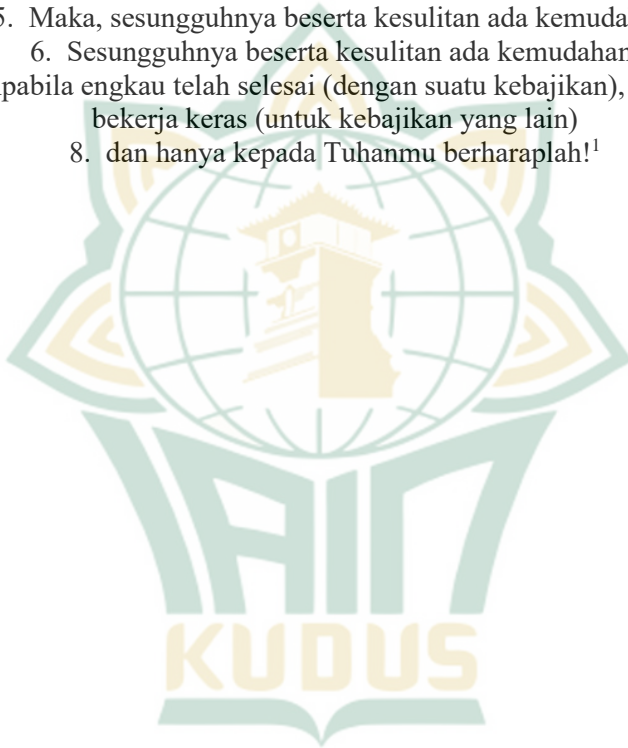 5. Maka, sesungguhnya beserta kesulitan ada
6. Sesungguhnya beserta kesulitan ada kemudahan
engkau telah selesai (dengan suatu kebajikan),
bekerja keras (untuk kebajikan yang lain)
8. dan hanya kepada Tuhanmu berharaplah!¹
IAIN
KUDUS